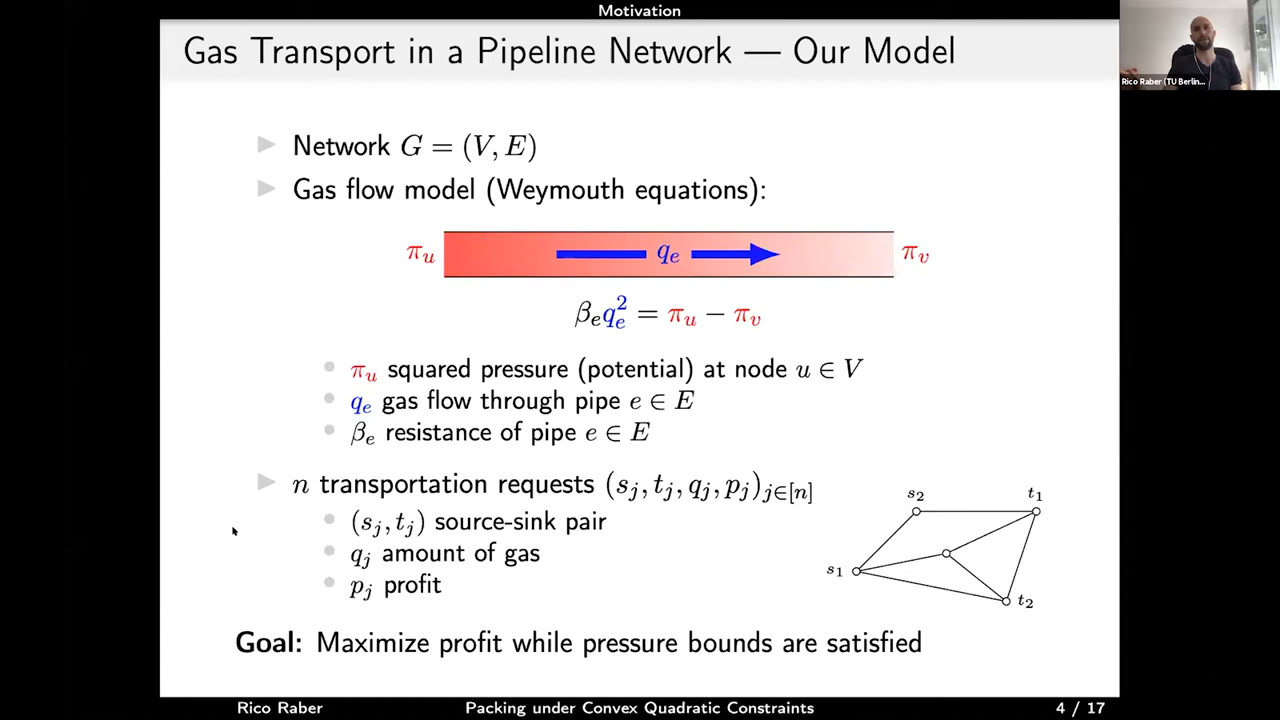 Motivation
Gas Transport in a Pipeline Network — Our Model
Rico Raber (TU Berlin...
Network G = (V, E)
Gas flow model (Weymouth equations):
π_u q_e π_v
β_e q_e^2 = π_u − π_v
π_u squared pressure (potential) at node u ∈ V
q_e gas flow through pipe e ∈ E
β_e resistance of pipe e ∈ E
n transportation requests (s_j, t_j, q_j, p_j)_{j∈[n]}
(s_j, t_j) source-sink pair
q_j amount of gas
p_j profit
s_2 t_1
s_1
t_2
Goal: Maximize profit while pressure bounds are satisfied
Rico Raber Packing under Convex Quadratic Constraints 4 / 17